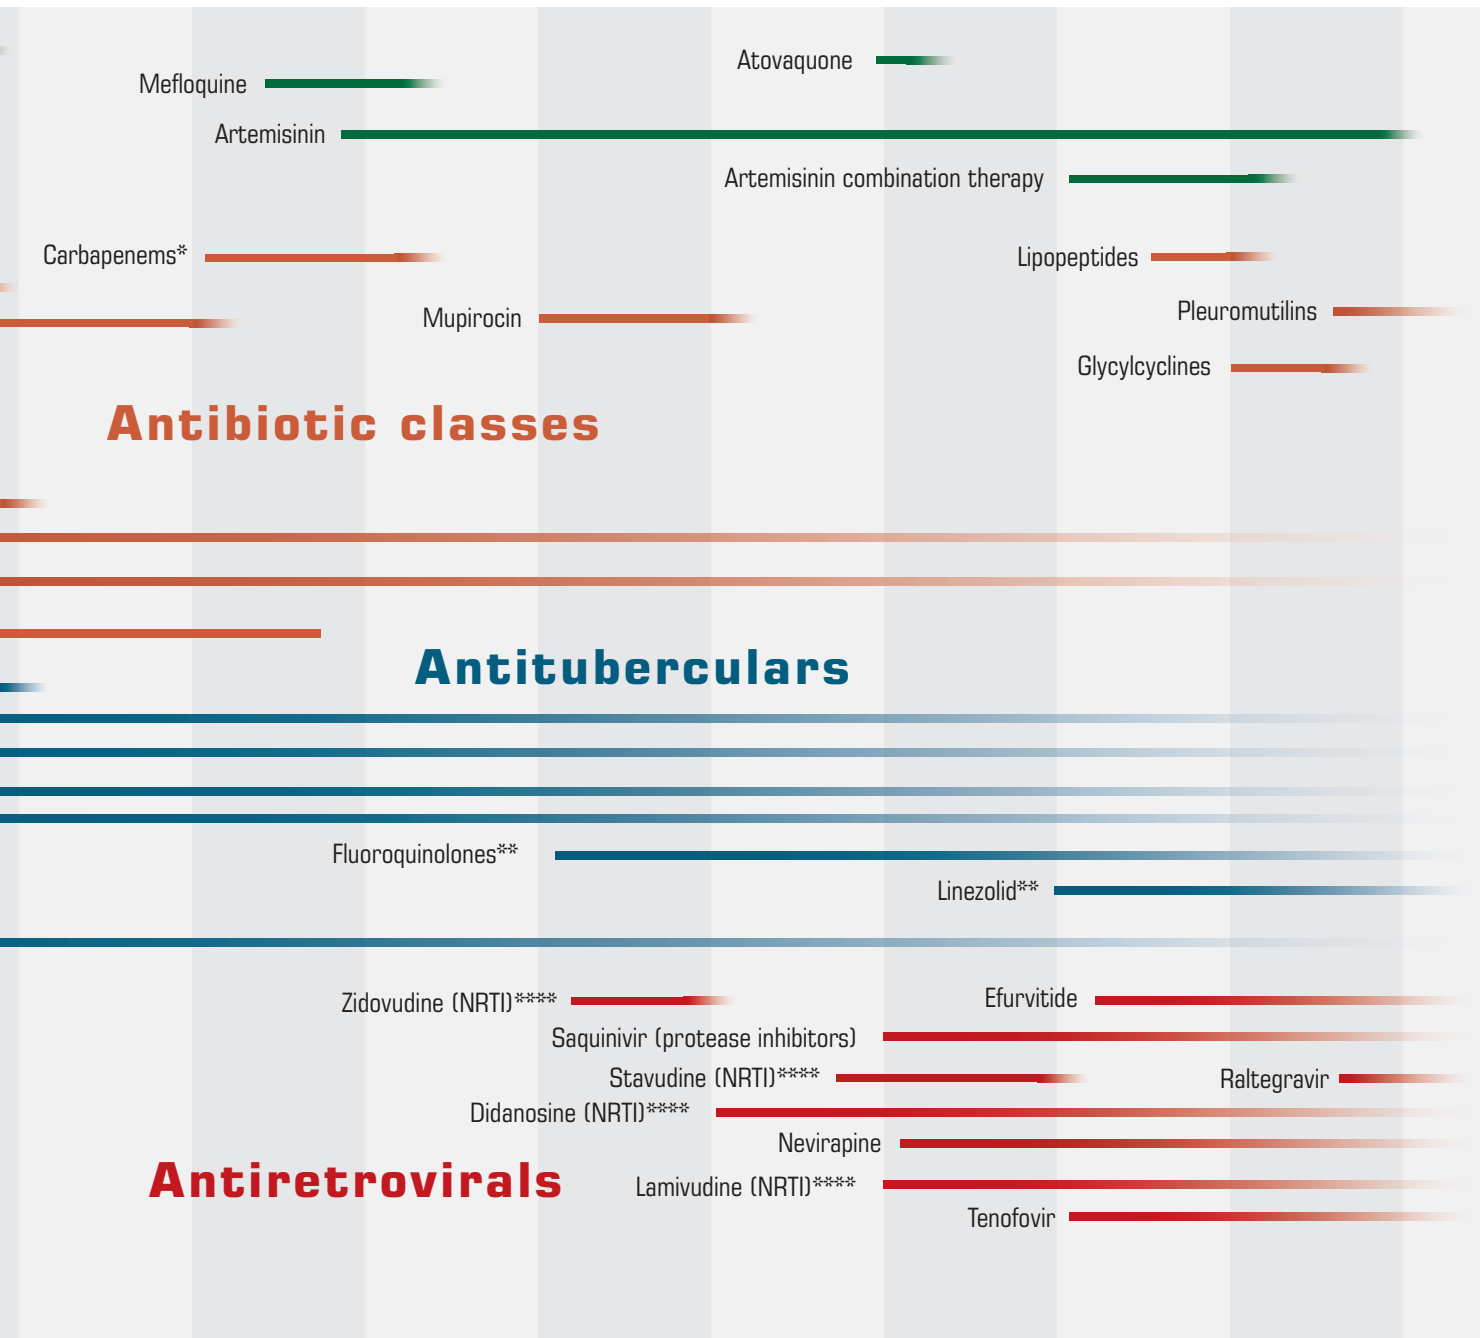 Atovaquone
Mefloquine
Artemisinin
Artemisinin combination therapy
Carbapenems*
Lipopeptides
Pleuromutilins
Mupirocin
Glycylcyclines
Antibiotic classes
Antituberculars
Fluoroquinolones**
Linezolid**
Zidovudine (NRTI)****
Efurvitide
Saquinivir (protease inhibitors)
Stavudine (NRTI)****
Raltegravir
Didanosine (NRTI)****
Nevirapine
Antiretrovirals
Lamivudine (NRTI)****
Tenofovir